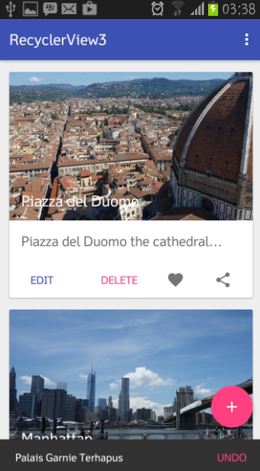 03:38
RecyclerView3
Piazza del Duomo
Piazza del Duomo the cathedral...
EDIT DELETE
Manhattan
Palais Garnie Terhapus UNDO